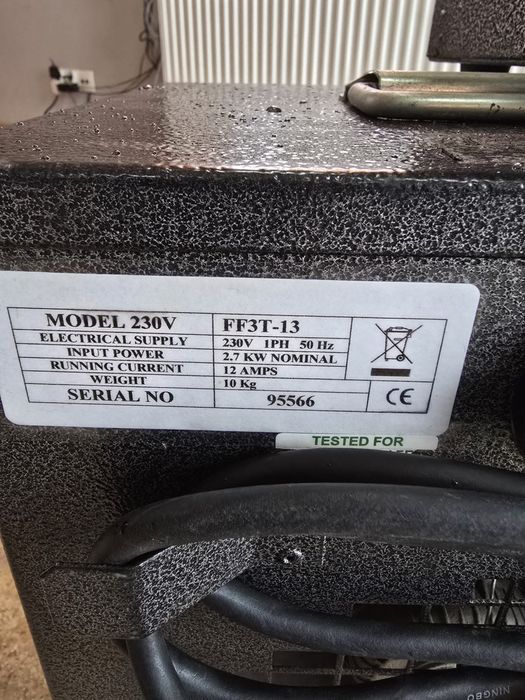 MODEL 230V FF3T-13
ELECTRICAL SUPPLY 230V 1PH 50 Hz
INPUT POWER 2.7 KW NOMINAL
RUNNING CURRENT 12 AMPS
WEIGHT 10 Kg
SERIAL NO 95566
CE
TESTED FOR
NINGBO